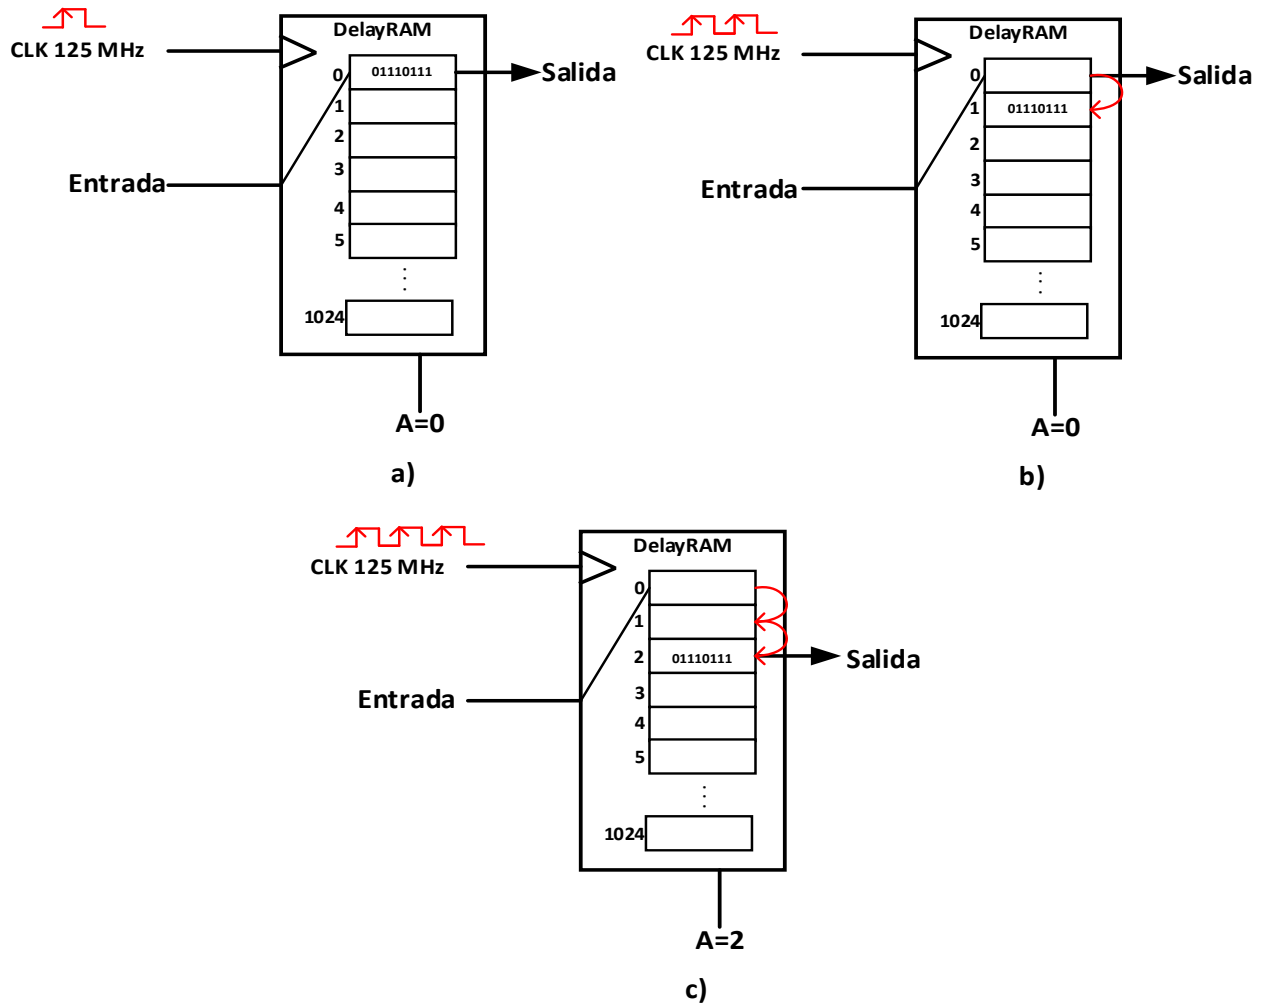 DelayRAM
CLK 125 MHz
0
01110111
Salida
1
2
3
Entrada
4
5
1024
A=0
a)
DelayRAM
CLK 125 MHz
0
Salida
1
01110111
2
3
Entrada
4
5
1024
A=0
b)
DelayRAM
CLK 125 MHz
0
1
2
01110111
Salida
3
Entrada
4
5
1024
A=2
c)